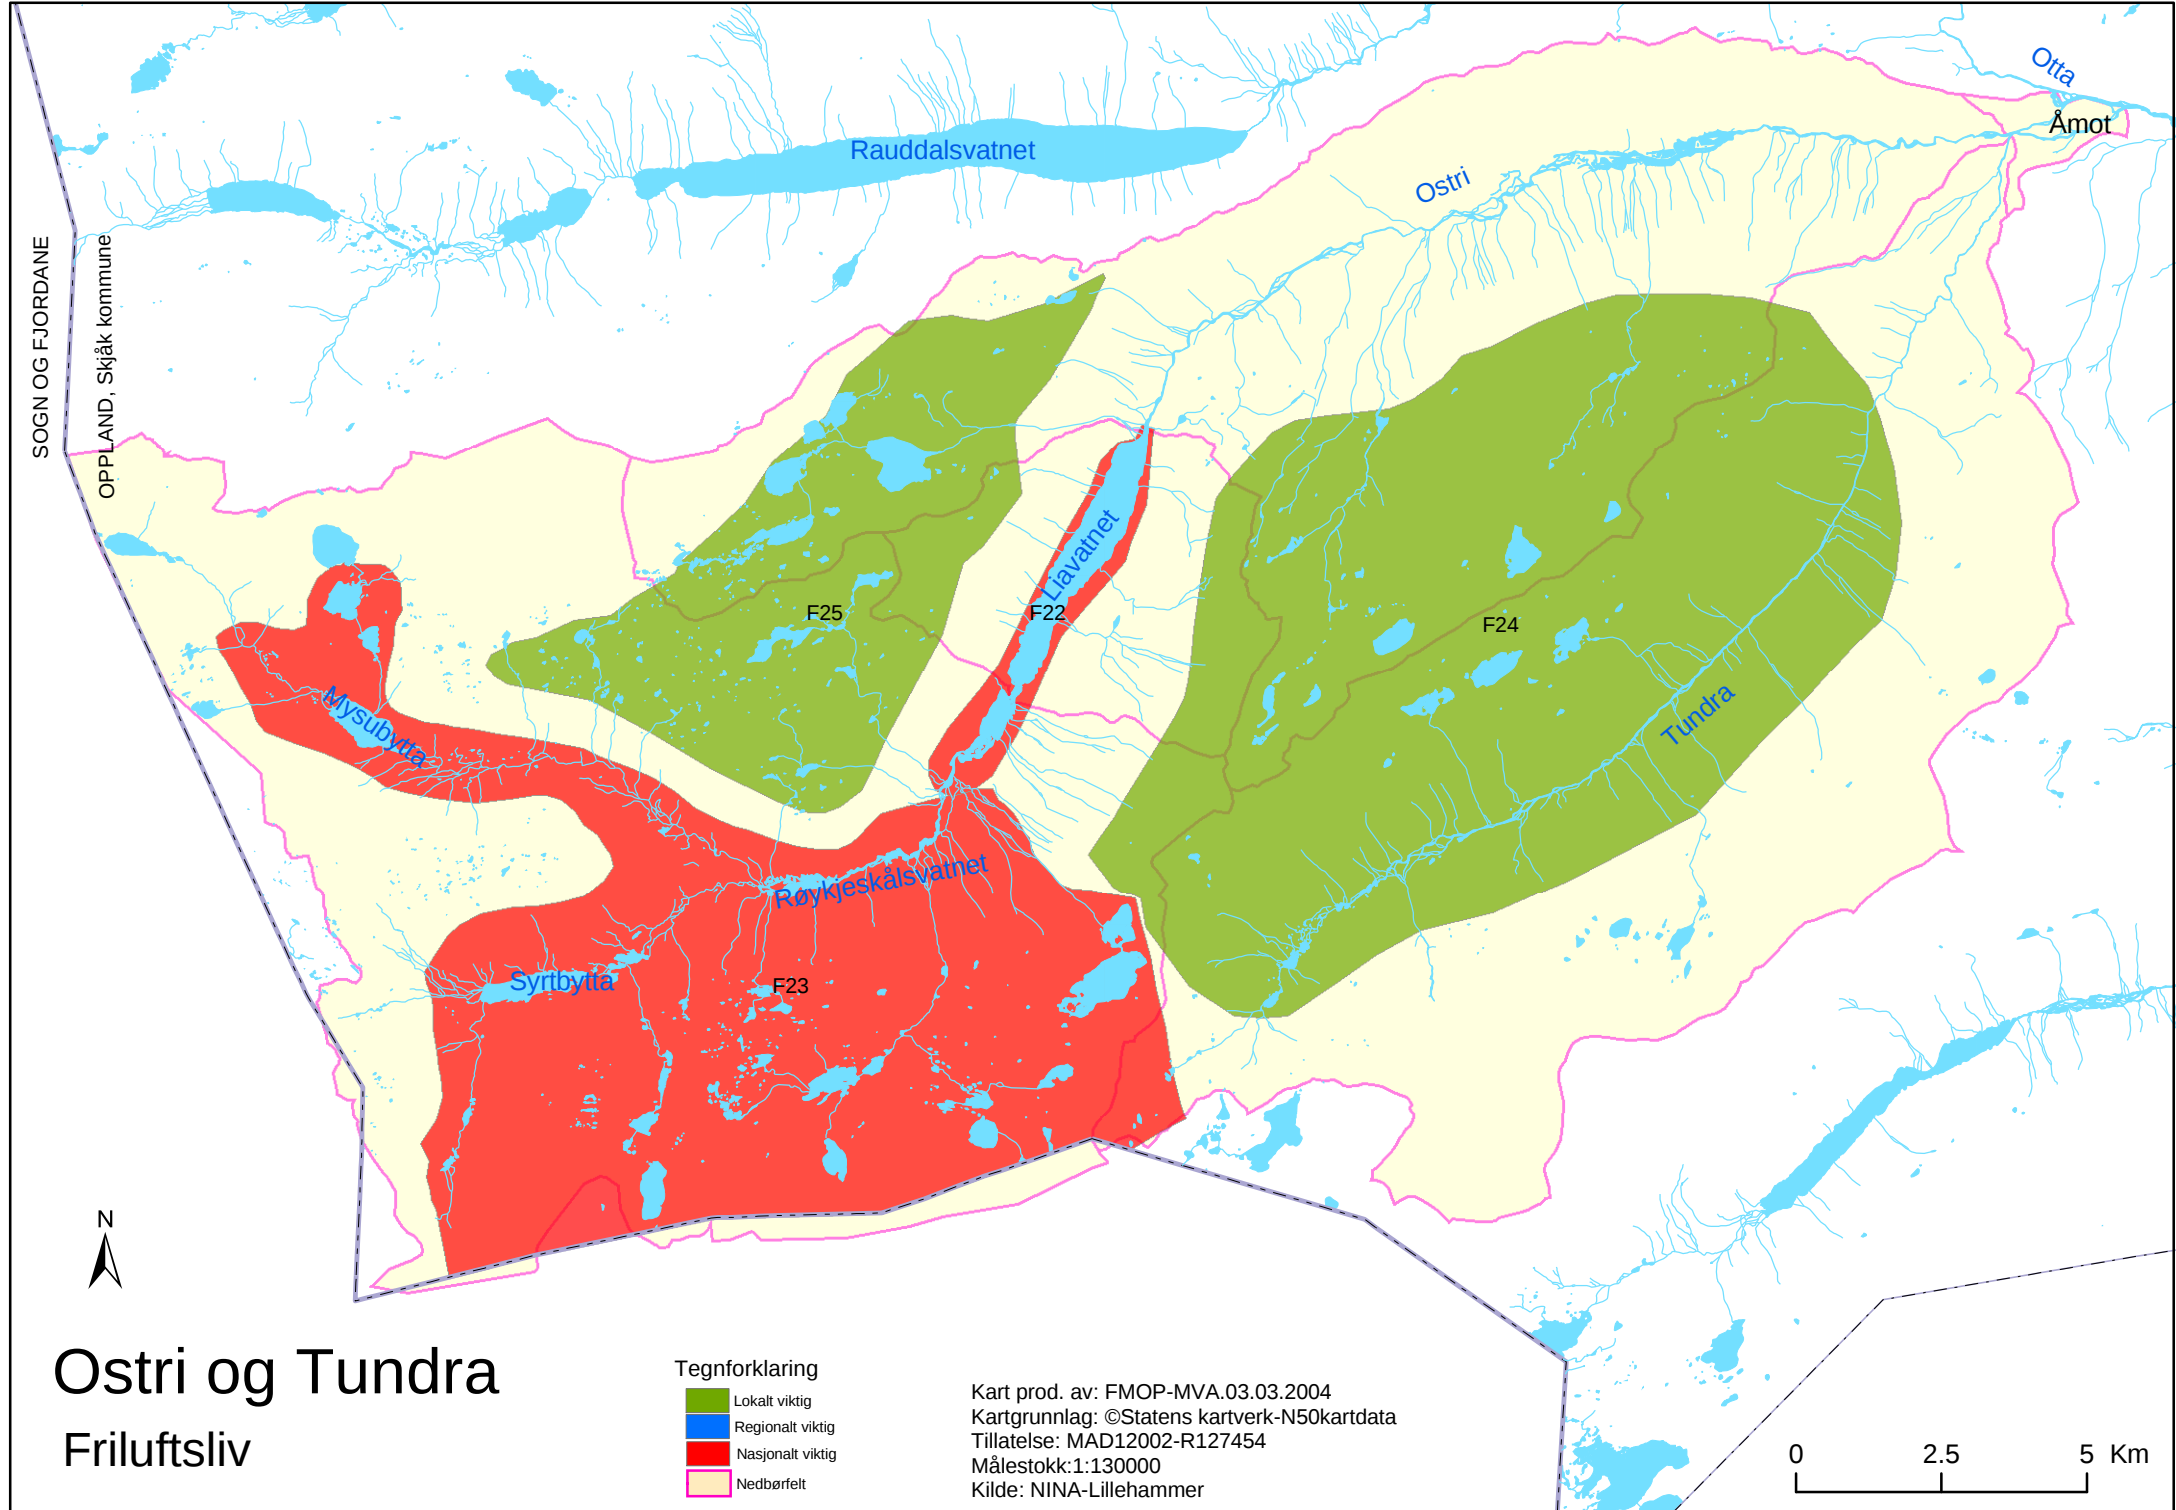 Otta
Åmot
Rauddalsvatnet
Ostri
SOGN OG FJORDANE
OPPLAND, Skjåk kommune
Liavatnet
F25
F22
F24
Mysubytta
Tundra
Røykjeskålsvatnet
Syrtbytta
F23
N
Ostri og Tundra
Friluftsliv
Tegnforklaring
Lokalt viktig
Regionalt viktig
Nasjonalt viktig
Nedbørfelt
Kart prod. av: FMOP-MVA.03.03.2004
Kartgrunnlag: ©Statens kartverk-N50kartdata
Tillatelse: MAD12002-R127454
Målestokk:1:130000
Kilde: NINA-Lillehammer
0 2.5 5 Km